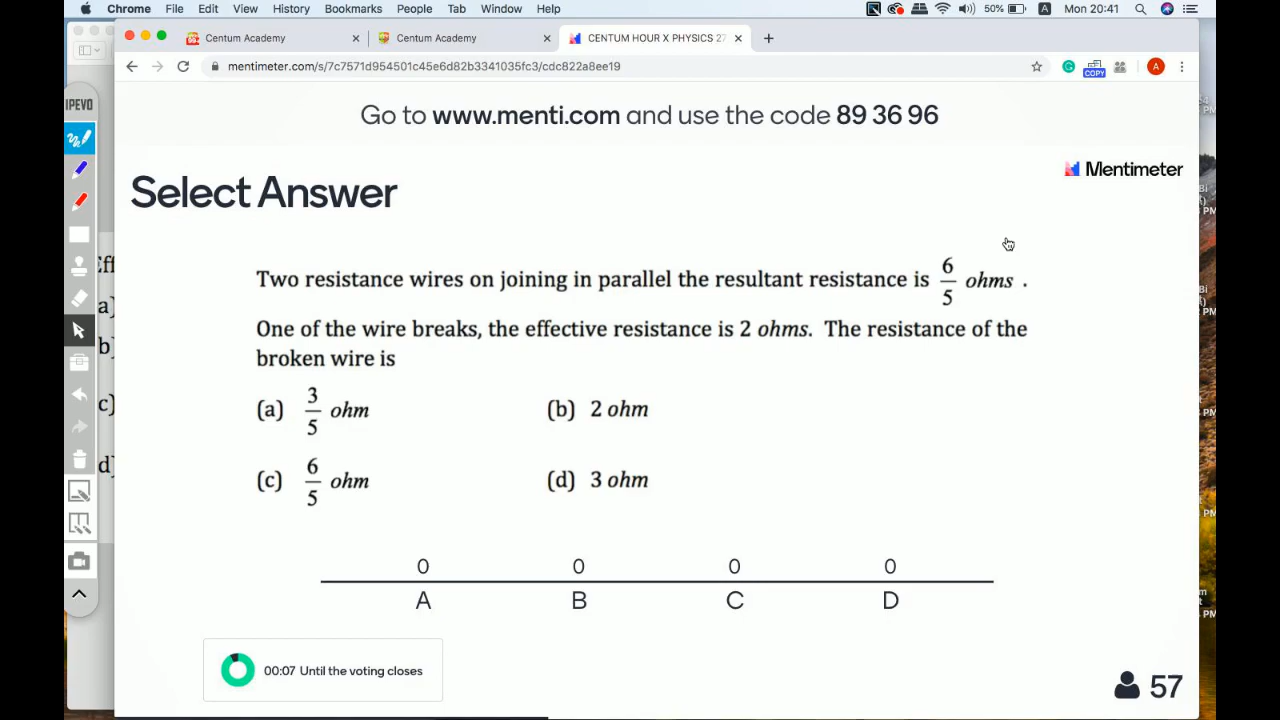 Chrome File Edit View History Bookmarks People Tab Window Help 50% A Mon 20:41
Centum Academy Centum Academy CENTUM HOUR X PHYSICS 27
mentimeter.com/s/7c7571d954501c45e6d82b3341035fc3/cdc822a8ee19 COPY A
IPEVO
Go to www.menti.com and use the code 89 36 96
Mentimeter
Select Answer
Two resistance wires on joining in parallel the resultant resistance is 6/5 ohms .
One of the wire breaks, the effective resistance is 2 ohms. The resistance of the
broken wire is
(a) 3/5 ohm (b) 2 ohm
(c) 6/5 ohm (d) 3 ohm
0 0 0 0
A B C D
00:07 Until the voting closes
57
a)
b)
c)
d)